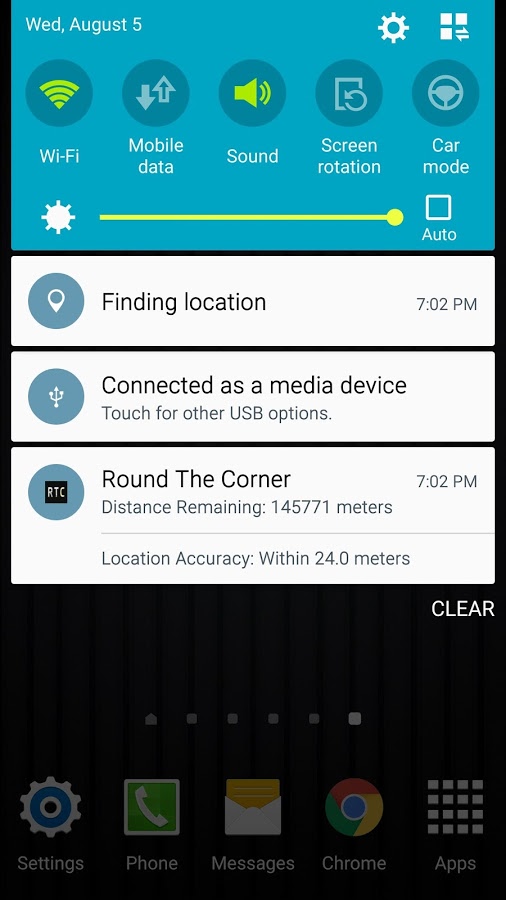 Wed, August 5
Wi-Fi
Mobile
data
Sound
Screen
rotation
Car
mode
Auto
Finding location 7:02 PM
Connected as a media device
Touch for other USB options.
RTC
Round The Corner 7:02 PM
Distance Remaining: 145771 meters
Location Accuracy: Within 24.0 meters
CLEAR
Settings Phone Messages Chrome Apps